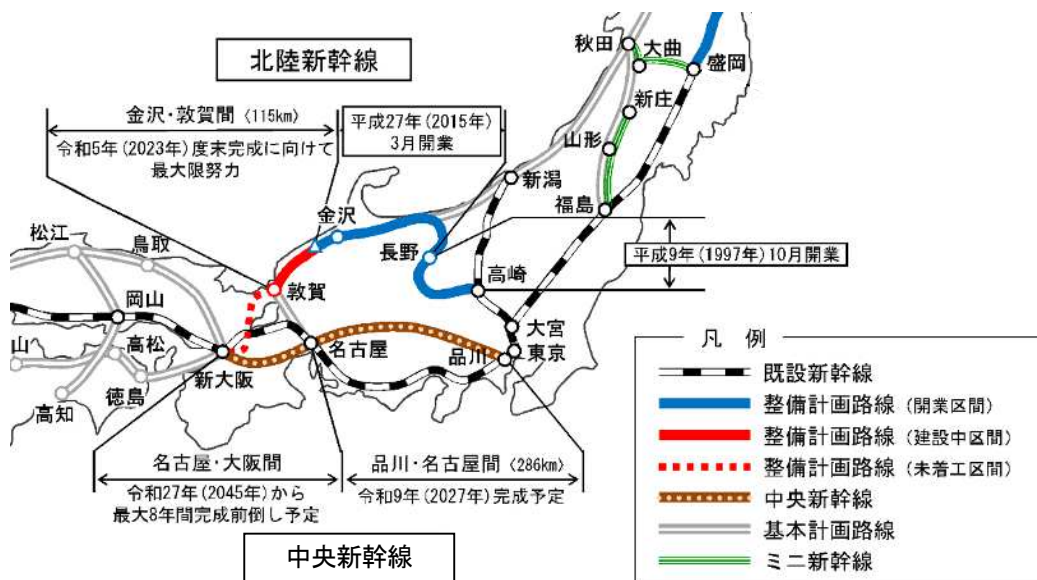 北陸新幹線
金沢・敦賀間 (115km)
令和5年(2023年)度末完成に向けて
最大限努力
平成27年(2015年)
3月開業
秋田
大曲
盛岡
新庄
山形
新潟
福島
金沢
松江
鳥取
長野
平成9年(1997年)10月開業
高崎
敦賀
岡山
大宮
山
高松
名古屋
品川
東京
新大阪
徳島
高知
名古屋・大阪間
令和27年(2045年)から
最大8年間完成前倒し予定
品川・名古屋間 (286km)
令和9年(2027年)完成予定
中央新幹線
凡 例
既設新幹線
整備計画路線 (開業区間)
整備計画路線 (建設中区間)
整備計画路線 (未着工区間)
中央新幹線
基本計画路線
ミニ新幹線